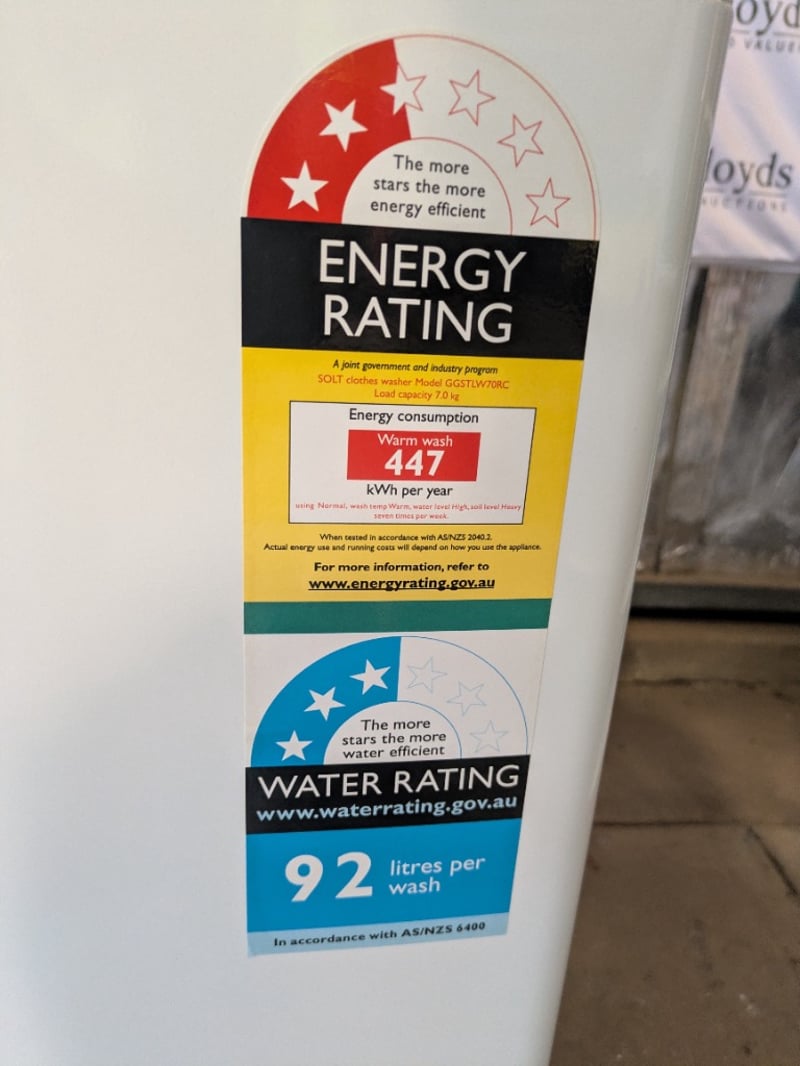 The more
stars the more
energy efficient
ENERGY
RATING
A joint government and industry program
SOLT clothes washer Model GGSTLW70RC
Load capacity 7.0 kg
Energy consumption
Warm wash
447
kWh per year
using Normal, wash temp Warm, water level High, soil level Heavy
seven times per week.
When tested in accordance with AS/NZS 2040.2.
Actual energy use and running costs will depend on how you use the appliance.
For more information, refer to
www.energyrating.gov.au
The more
stars the more
water efficient
WATER RATING
www.waterrating.gov.au
92 litres per
wash
In accordance with AS/NZS 6400